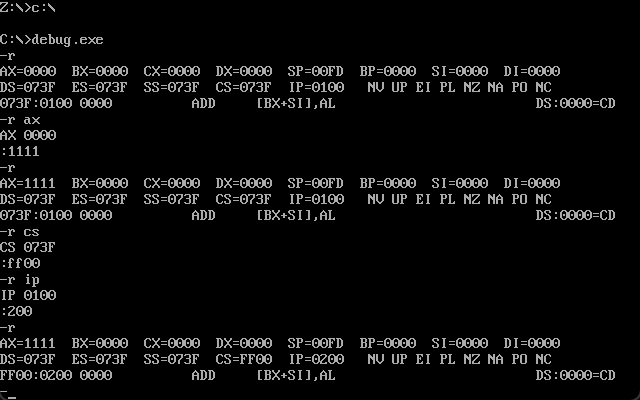 Z:\>c:\
C:\>debug.exe
-r
AX=0000  BX=0000  CX=0000  DX=0000  SP=00FD  BP=0000  SI=0000  DI=0000
DS=073F  ES=073F  SS=073F  CS=073F  IP=0100   NV UP EI PL NZ NA PO NC
073F:0100 0000          ADD     [BX+SI],AL                         DS:0000=CD
-r ax
AX 0000
:1111
-r
AX=1111  BX=0000  CX=0000  DX=0000  SP=00FD  BP=0000  SI=0000  DI=0000
DS=073F  ES=073F  SS=073F  CS=073F  IP=0100   NV UP EI PL NZ NA PO NC
073F:0100 0000          ADD     [BX+SI],AL                         DS:0000=CD
-r cs
CS 073F
:ff00
-r ip
IP 0100
:200
-r
AX=1111  BX=0000  CX=0000  DX=0000  SP=00FD  BP=0000  SI=0000  DI=0000
DS=073F  ES=073F  SS=073F  CS=FF00  IP=0200   NV UP EI PL NZ NA PO NC
FF00:0200 0000          ADD     [BX+SI],AL                         DS:0000=CD
-_